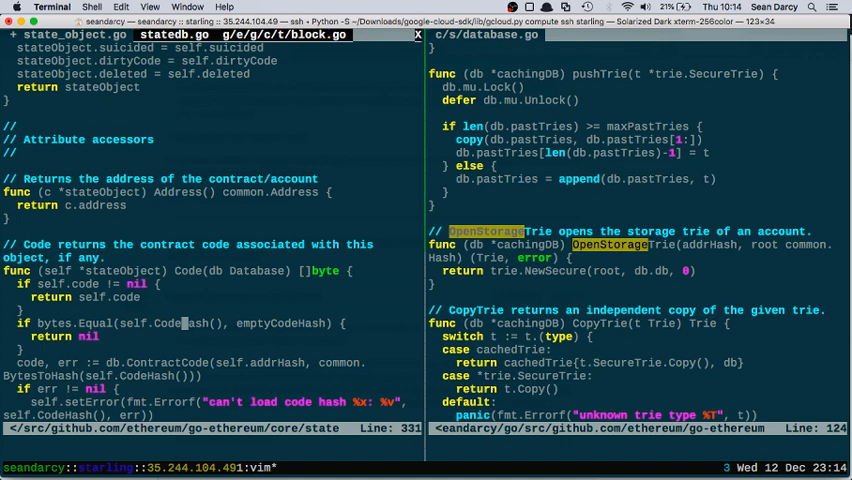 Terminal Shell Edit View Window Help 21% Thu 10:14 Sean Darcy
seandarcy — seandarcy :: starling :: 35.244.104.49 — ssh • Python -S ~/Downloads/google-cloud-sdk/lib/gcloud.py compute ssh starling — Solarized Dark xterm-256color — 123×34
+ state_object.go statedb.go g/e/g/c/t/block.go X
stateObject.suicided = self.suicided
stateObject.dirtyCode = self.dirtyCode
stateObject.deleted = self.deleted
return stateObject
}
//
// Attribute accessors
//
// Returns the address of the contract/account
func (c *stateObject) Address() common.Address {
return c.address
}
// Code returns the contract code associated with this
object, if any.
func (self *stateObject) Code(db Database) []byte {
if self.code != nil {
return self.code
}
if bytes.Equal(self.CodeHash(), emptyCodeHash) {
return nil
}
code, err := db.ContractCode(self.addrHash, common.
BytesToHash(self.CodeHash()))
if err != nil {
self.setError(fmt.Errorf("can't load code hash %x: %v",
self.CodeHash(), err))
</src/github.com/ethereum/go-ethereum/core/state Line: 331
c/s/database.go
}
func (db *cachingDB) pushTrie(t *trie.SecureTrie) {
db.mu.Lock()
defer db.mu.Unlock()
if len(db.pastTries) >= maxPastTries {
copy(db.pastTries, db.pastTries[1:])
db.pastTries[len(db.pastTries)-1] = t
} else {
db.pastTries = append(db.pastTries, t)
}
}
// OpenStorageTrie opens the storage trie of an account.
func (db *cachingDB) OpenStorageTrie(addrHash, root common.
Hash) (Trie, error) {
return trie.NewSecure(root, db.db, 0)
}
// CopyTrie returns an independent copy of the given trie.
func (db *cachingDB) CopyTrie(t Trie) Trie {
switch t := t.(type) {
case cachedTrie:
return cachedTrie{t.SecureTrie.Copy(), db}
case *trie.SecureTrie:
return t.Copy()
default:
panic(fmt.Errorf("unknown trie type %T", t))
<eandarcy/go/src/github.com/ethereum/go-ethereum Line: 124
seandarcy::starling::35.244.104.491:vim* 3 Wed 12 Dec 23:14